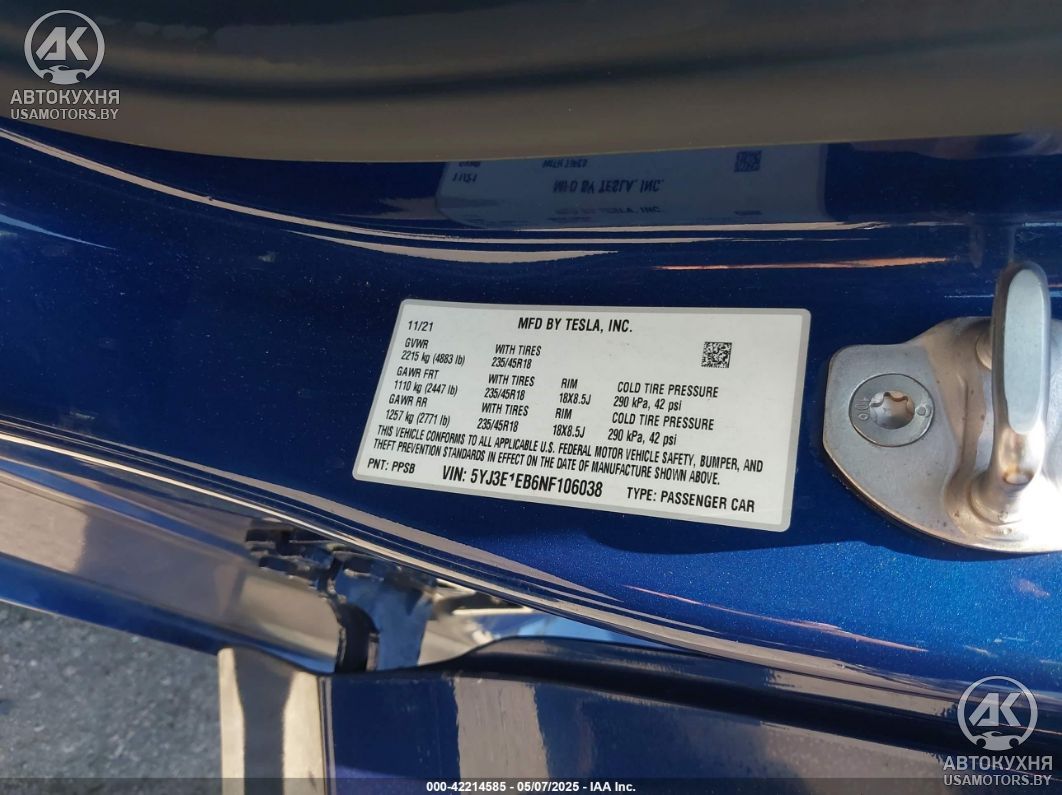 АК
АВТОКУХНЯ
USAMOTORS.BY
11/21
MFD BY TESLA, INC.
GVWR
2215 kg (4883 lb)
WITH TIRES
235/45R18
GAWR FRT
1110 kg (2447 lb)
WITH TIRES
235/45R18
RIM
18X8.5J
COLD TIRE PRESSURE
290 kPa, 42 psi
GAWR RR
1257 kg (2771 lb)
WITH TIRES
235/45R18
RIM
18X8.5J
COLD TIRE PRESSURE
290 kPa, 42 psi
THIS VEHICLE CONFORMS TO ALL APPLICABLE U.S. FEDERAL MOTOR VEHICLE SAFETY, BUMPER, AND
THEFT PREVENTION STANDARDS IN EFFECT ON THE DATE OF MANUFACTURE SHOWN ABOVE.
PNT: PPSB
VIN: 5YJ3E1EB6NF106038
TYPE: PASSENGER CAR
АК
АВТОКУХНЯ
USAMOTORS.BY
000-42214585 - 05/07/2025 - IAA Inc.